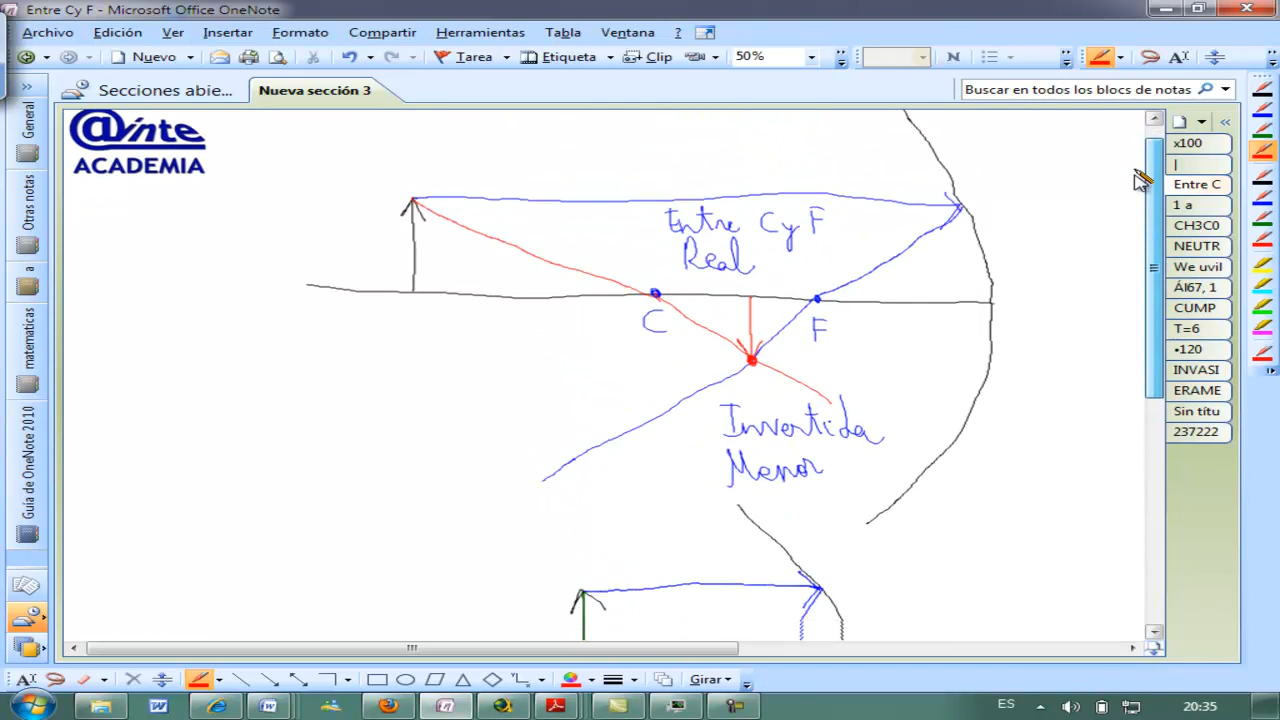 Entre C y F - Microsoft Office OneNote
Archivo Edición Ver Insertar Formato Compartir Herramientas Tabla Ventana ?
Nuevo Tarea Etiqueta Clip 50% N
Secciones abie... Nueva sección 3 Buscar en todos los blocs de notas
@inte
ACADEMIA
Entre C y F
Real
C
F
Invertida
Menor
General
Otras notas
a
matemáticas
Guía de OneNote 2010
x100
|
Entre C
1 a
CH3C0
NEUTR
We uvil
Ál67, 1
CUMP
T=6
•120
INVASI
ERAME
Sin títu
237222
Girar
ES 20:35